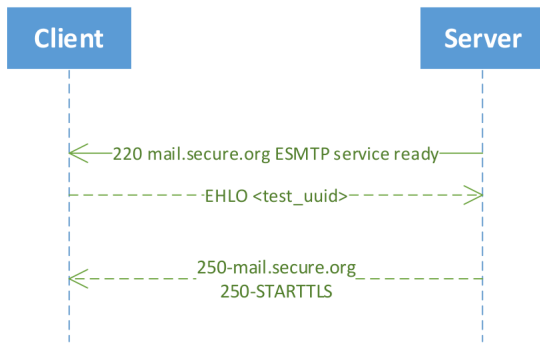 Client
Server
220 mail.secure.org ESMTP service ready
EHLO <test_uuid>
250-mail.secure.org
250-STARTTLS